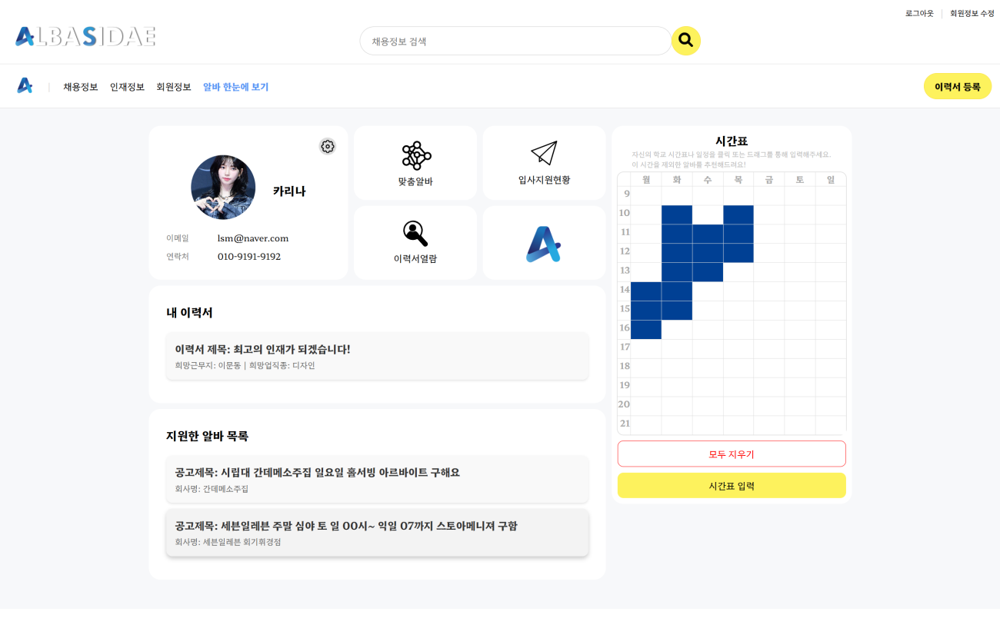 로그아웃 | 회원정보 수정
ALBASIDAE
채용정보 검색
채용정보 인재정보 회원정보 알바 한눈에 보기
이력서 등록
카리나
이메일 lsm@naver.com
연락처 010-9191-9192
맞춤알바
입사지원현황
이력서열람
내 이력서
이력서 제목: 최고의 인재가 되겠습니다!
희망근무지: 이문동 | 희망업직종: 디자인
지원한 알바 목록
공고제목: 시립대 간데메소주집 일요일 홀서빙 아르바이트 구해요
회사명: 간데메소주집
공고제목: 세븐일레븐 주말 심야 토 일 00시~ 익일 07까지 스토아메니져 구함
회사명: 세븐일레븐 회기휘경점
시간표
자신의 학교 시간표나 일정을 클릭 또는 드래그를 통해 입력해주세요.
이 시간을 제외한 알바를 추천해드려요!
월 화 수 목 금 토 일
9
10
11
12
13
14
15
16
17
18
19
20
21
모두 지우기
시간표 입력